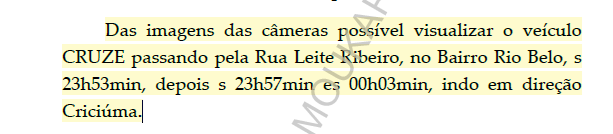 Das imagens das câmeras possível visualizar o veículo
CRUZE passando pela Rua Leite Ribeiro, no Bairro Rio Belo, s
23h53min, depois s 23h57min es 00h03min, indo em direção
Criciúma.
MOUKAR